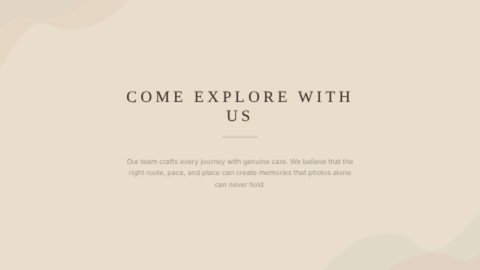 COME EXPLORE WITH
US
Our team crafts every journey with genuine care. We believe that the
right route, pace, and place can create memories that photos alone
can never hold.